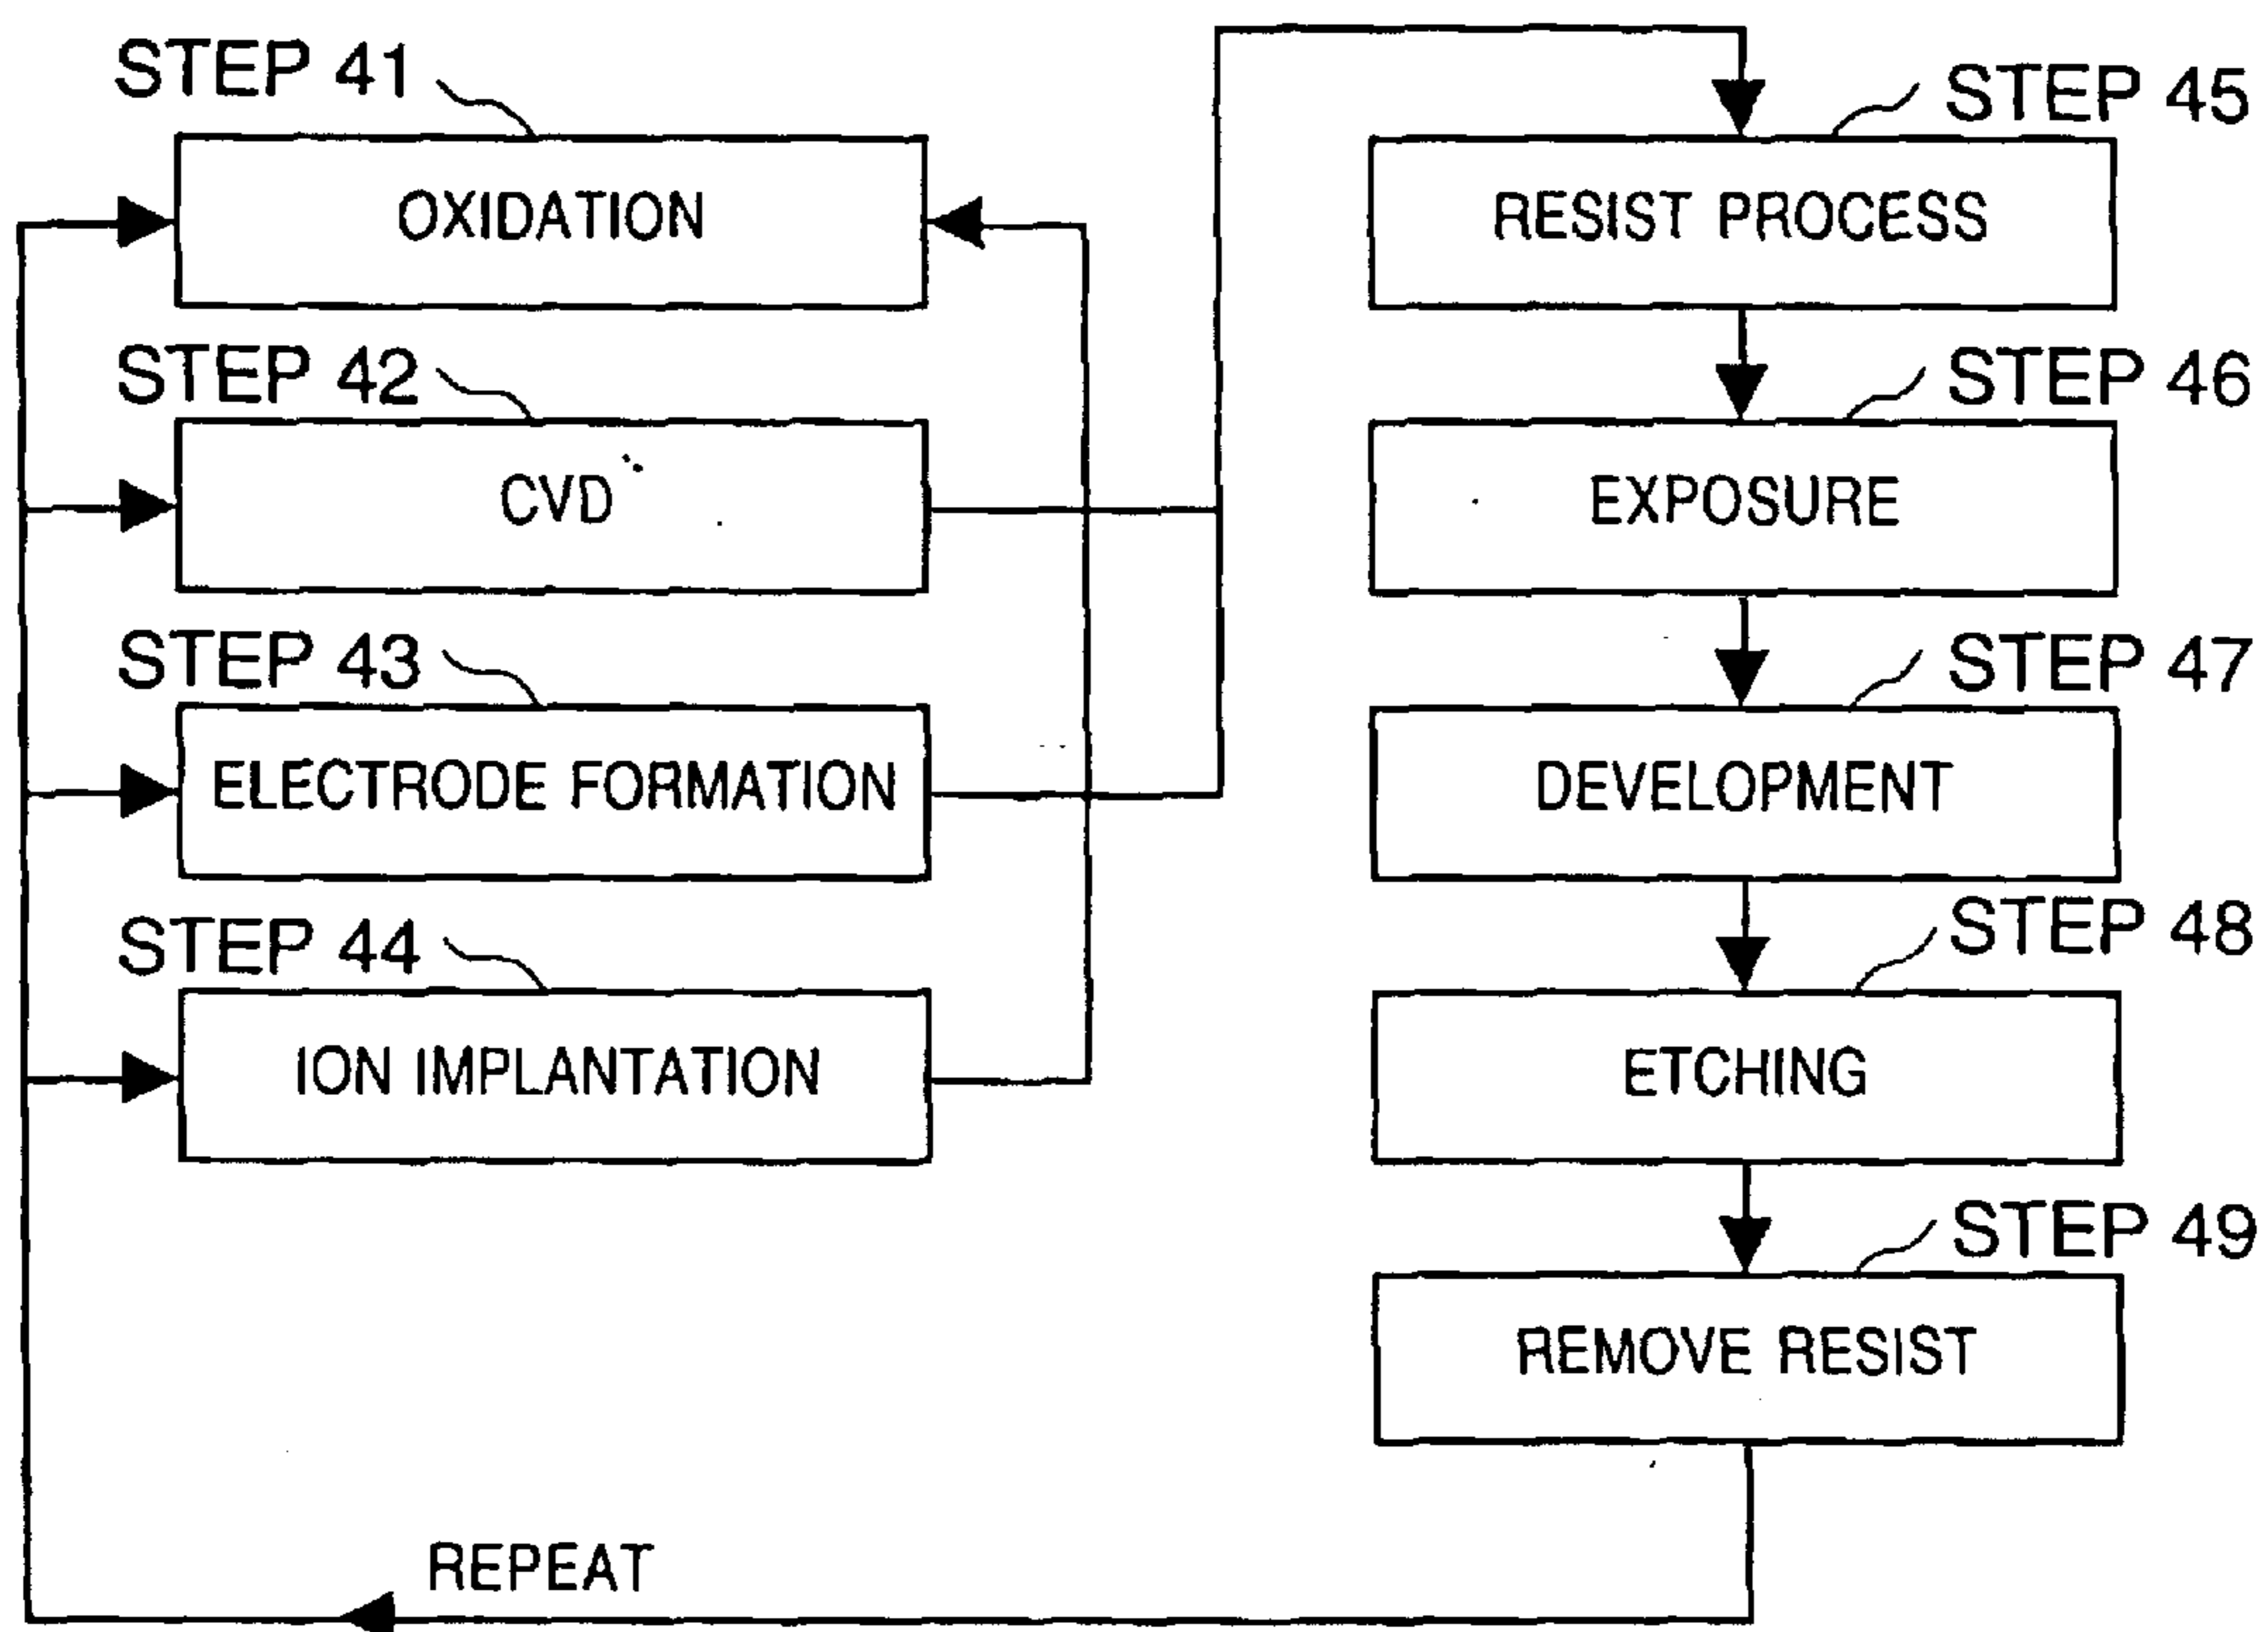 STEP 41
OXIDATION
STEP 42
CVD
STEP 43
ELECTRODE FORMATION
STEP 44
ION IMPLANTATION
STEP 45
RESIST PROCESS
STEP 46
EXPOSURE
STEP 47
DEVELOPMENT
STEP 48
ETCHING
STEP 49
REMOVE RESIST
REPEAT